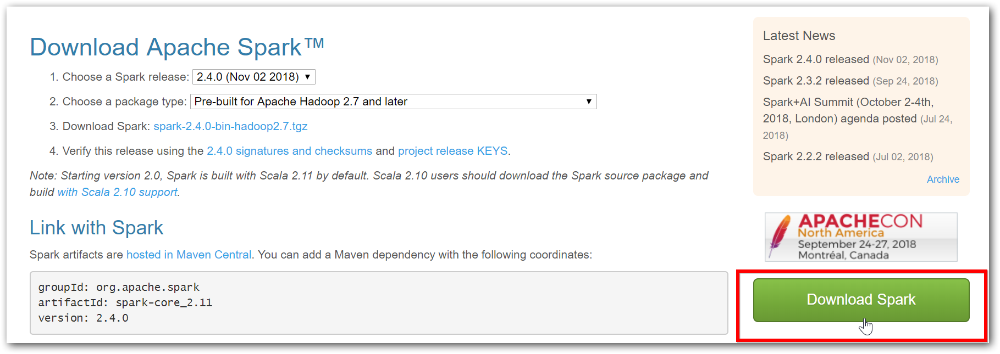 Download Apache Spark™
1. Choose a Spark release: 2.4.0 (Nov 02 2018)
2. Choose a package type: Pre-built for Apache Hadoop 2.7 and later
3. Download Spark: spark-2.4.0-bin-hadoop2.7.tgz
4. Verify this release using the 2.4.0 signatures and checksums and project release KEYS.
Note: Starting version 2.0, Spark is built with Scala 2.11 by default. Scala 2.10 users should download the Spark source package and
build with Scala 2.10 support.
Link with Spark
Spark artifacts are hosted in Maven Central. You can add a Maven dependency with the following coordinates:
groupId: org.apache.spark
artifactId: spark-core_2.11
version: 2.4.0
Latest News
Spark 2.4.0 released (Nov 02, 2018)
Spark 2.3.2 released (Sep 24, 2018)
Spark+AI Summit (October 2-4th,
2018, London) agenda posted (Jul 24,
2018)
Spark 2.2.2 released (Jul 02, 2018)
Archive
APACHECON
North America
September 24-27, 2018
Montréal, Canada
Download Spark